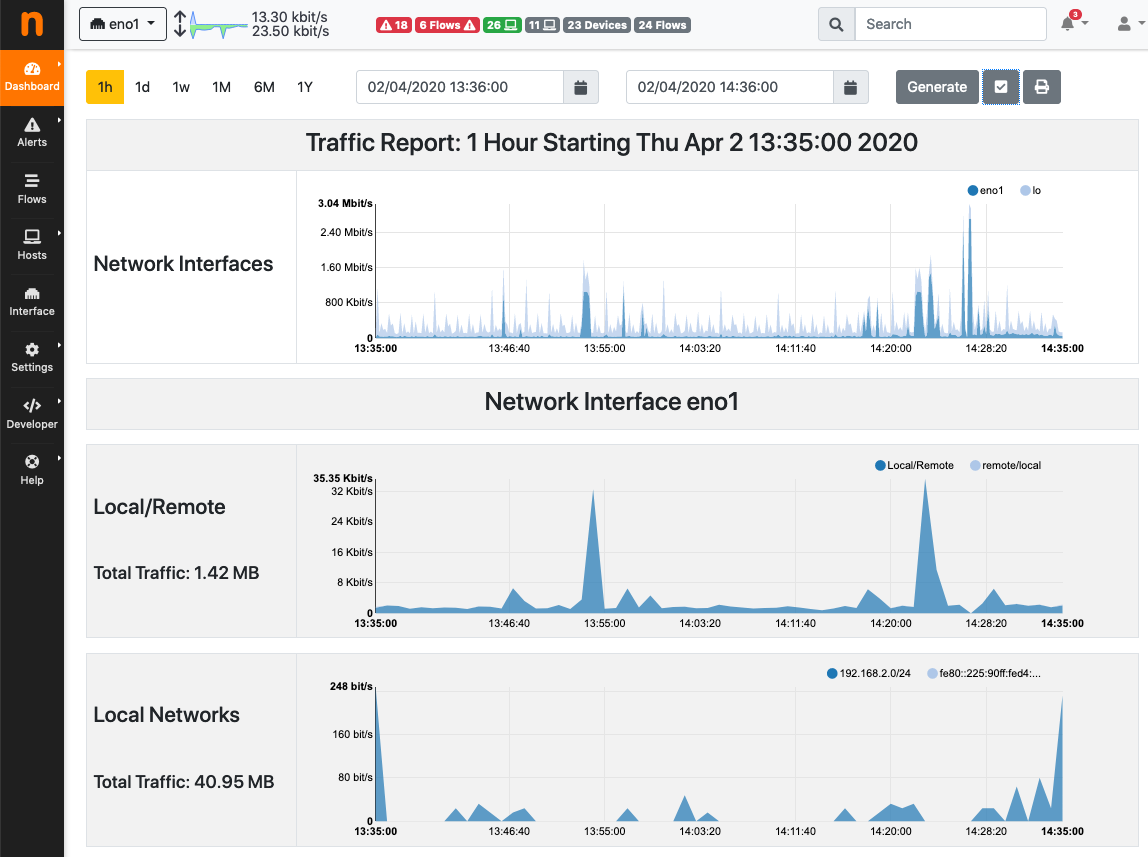 n
eno1
13.30 kbit/s
23.50 kbit/s
18
6 Flows
26
11
23 Devices
24 Flows
Search
3
Dashboard
Alerts
Flows
Hosts
Interface
Settings
Developer
Help
1h 1d 1w 1M 6M 1Y
02/04/2020 13:36:00
02/04/2020 14:36:00
Generate
Traffic Report: 1 Hour Starting Thu Apr 2 13:35:00 2020
Network Interfaces
eno1 lo
3.04 Mbit/s
2.40 Mbit/s
1.60 Mbit/s
800 Kbit/s
0
13:35:00 13:46:40 13:55:00 14:03:20 14:11:40 14:20:00 14:28:20 14:35:00
Network Interface eno1
Local/Remote
Total Traffic: 1.42 MB
Local/Remote remote/local
35.35 Kbit/s
32 Kbit/s
24 Kbit/s
16 Kbit/s
8 Kbit/s
0
13:35:00 13:46:40 13:55:00 14:03:20 14:11:40 14:20:00 14:28:20 14:35:00
Local Networks
Total Traffic: 40.95 MB
192.168.2.0/24 fe80::225:90ff:fed4:...
248 bit/s
160 bit/s
80 bit/s
0
13:35:00 13:46:40 13:55:00 14:03:20 14:11:40 14:20:00 14:28:20 14:35:00